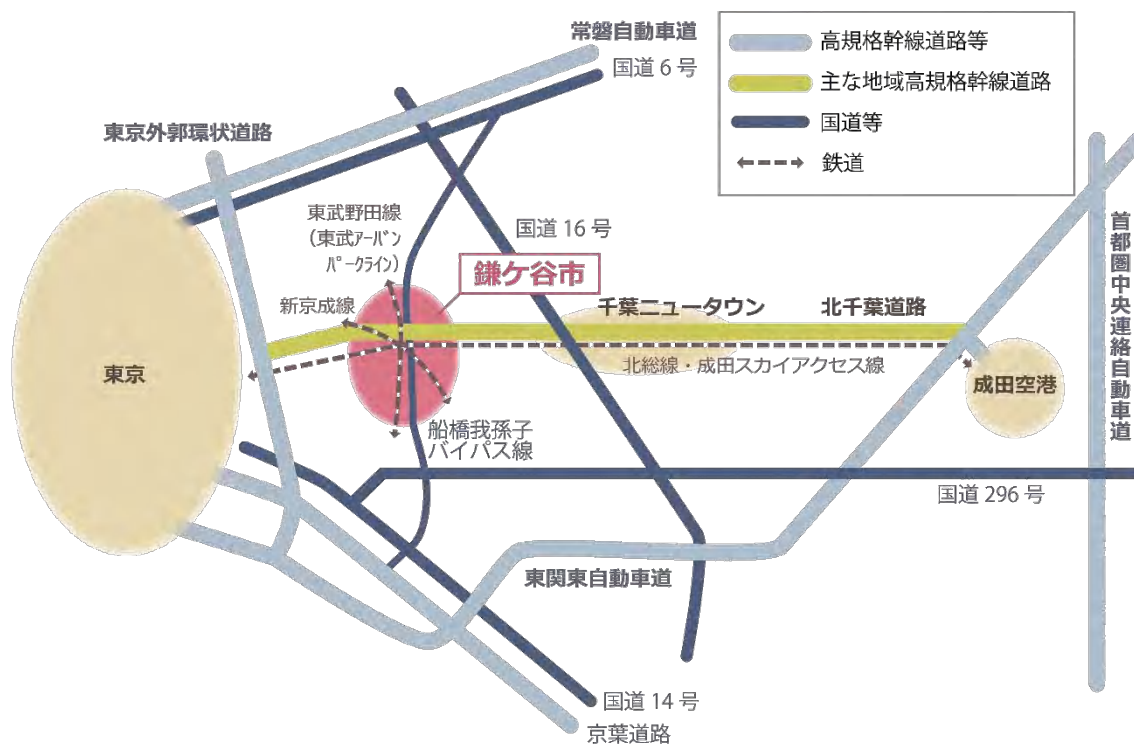 常磐自動車道
国道 6 号
高規格幹線道路等
主な地域高規格幹線道路
国道等
鉄道
東京外郭環状道路
東武野田線
（東武アーバン
パークライン）
国道 16 号
鎌ケ谷市
新京成線
千葉ニュータウン
北千葉道路
首都圏中央連絡自動車道
東京
北総線・成田スカイアクセス線
成田空港
船橋我孫子
バイパス線
国道 296 号
東関東自動車道
国道 14 号
京葉道路